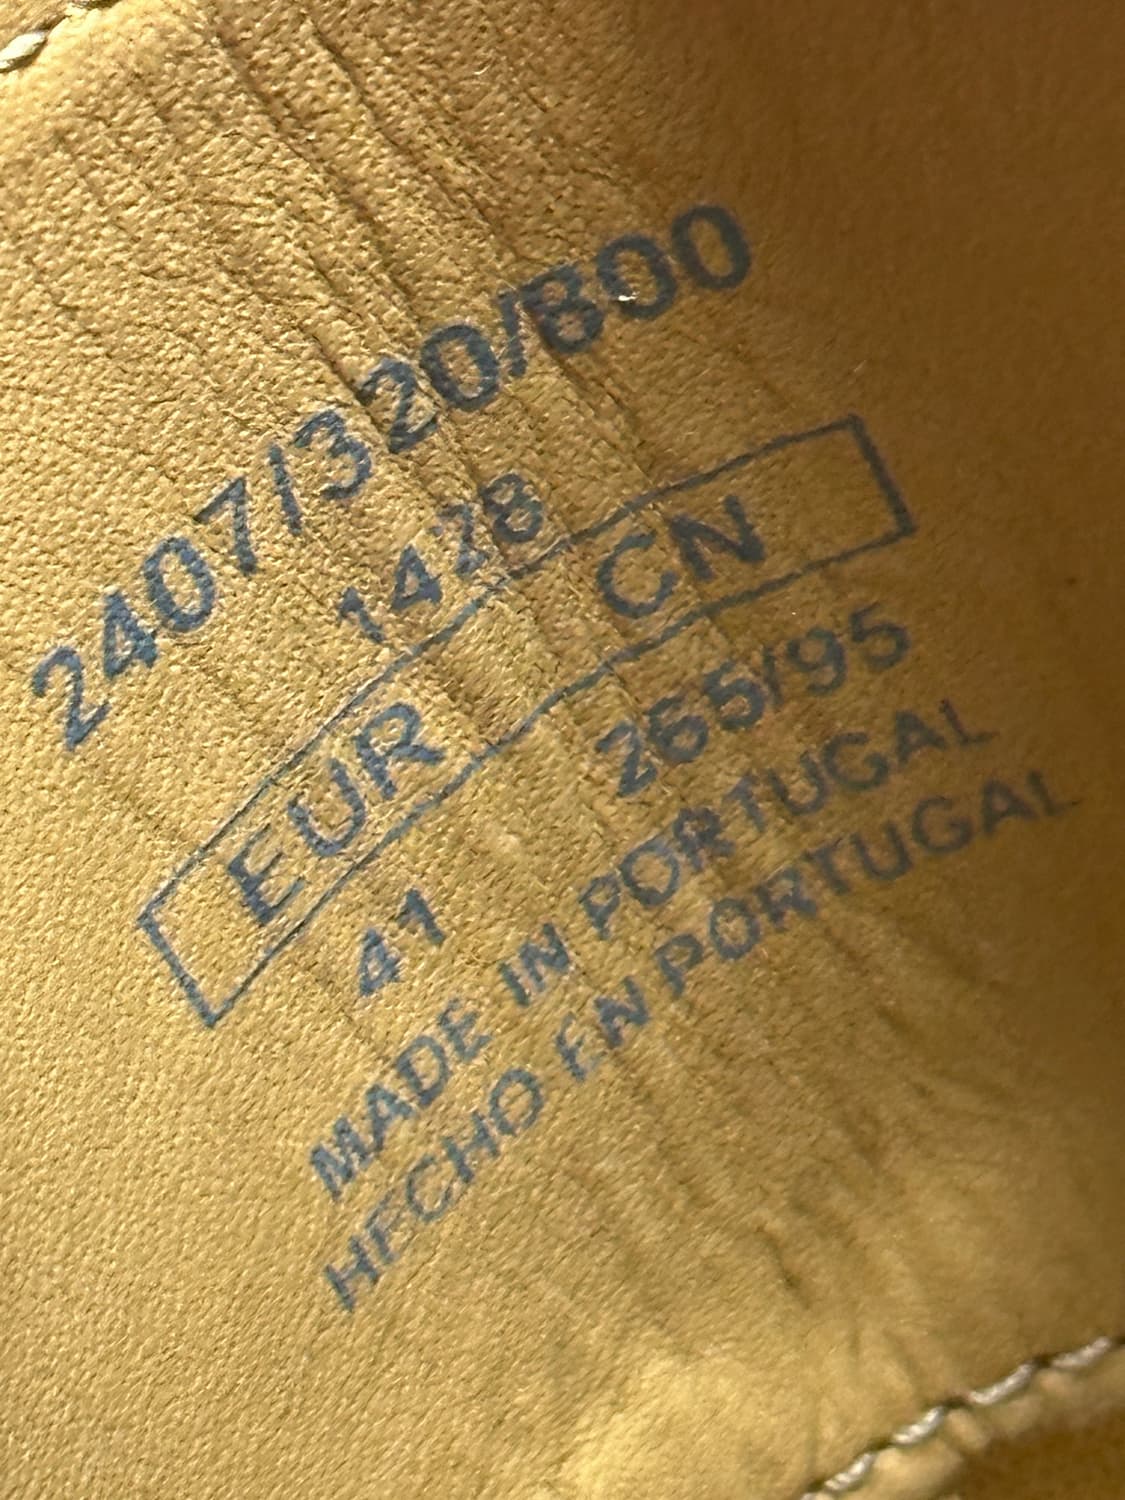 2407/320/800
1428
EUR CN
41 265/95
MADE IN PORTUGAL
HECHO EN PORTUGAL